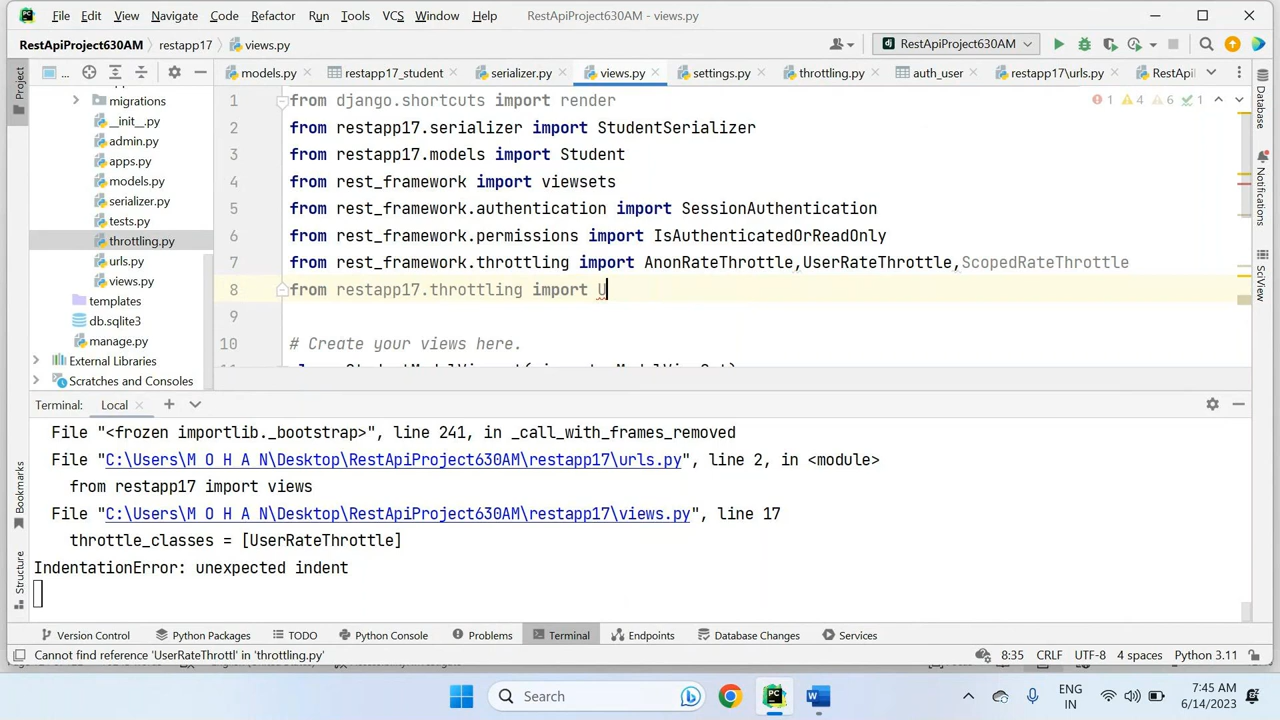 File Edit View Navigate Code Refactor Run Tools VCS Window Help RestApiProject630AM - views.py
RestApiProject630AM restapp17 views.py RestApiProject630AM
Project
... models.py restapp17_student serializer.py views.py settings.py throttling.py auth_user restapp17\urls.py RestApi
migrations
__init__.py
admin.py
apps.py
models.py
serializer.py
tests.py
throttling.py
urls.py
views.py
templates
db.sqlite3
manage.py
External Libraries
Scratches and Consoles
1 from django.shortcuts import render
2 from restapp17.serializer import StudentSerializer
3 from restapp17.models import Student
4 from rest_framework import viewsets
5 from rest_framework.authentication import SessionAuthentication
6 from rest_framework.permissions import IsAuthenticatedOrReadOnly
7 from rest_framework.throttling import AnonRateThrottle,UserRateThrottle,ScopedRateThrottle
8 from restapp17.throttling import U
9
10 # Create your views here.
1 4 6 1
Database
Notifications
SciView
Terminal: Local
File "<frozen importlib._bootstrap>", line 241, in _call_with_frames_removed
File "C:\Users\M O H A N\Desktop\RestApiProject630AM\restapp17\urls.py", line 2, in <module>
from restapp17 import views
File "C:\Users\M O H A N\Desktop\RestApiProject630AM\restapp17\views.py", line 17
throttle_classes = [UserRateThrottle]
IndentationError: unexpected indent
Bookmarks
Structure
Version Control Python Packages TODO Python Console Problems Terminal Endpoints Database Changes Services
Cannot find reference 'UserRateThrottl' in 'throttling.py' 8:35 CRLF UTF-8 4 spaces Python 3.11
Search
ENG
IN
7:45 AM
6/14/2023